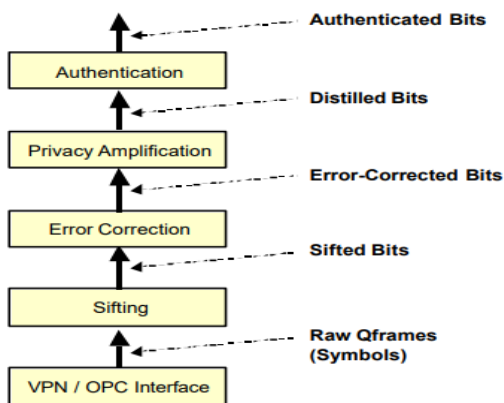 Authenticated Bits
Authentication
Distilled Bits
Privacy Amplification
Error-Corrected Bits
Error Correction
Sifted Bits
Sifting
Raw Qframes
(Symbols)
VPN / OPC Interface